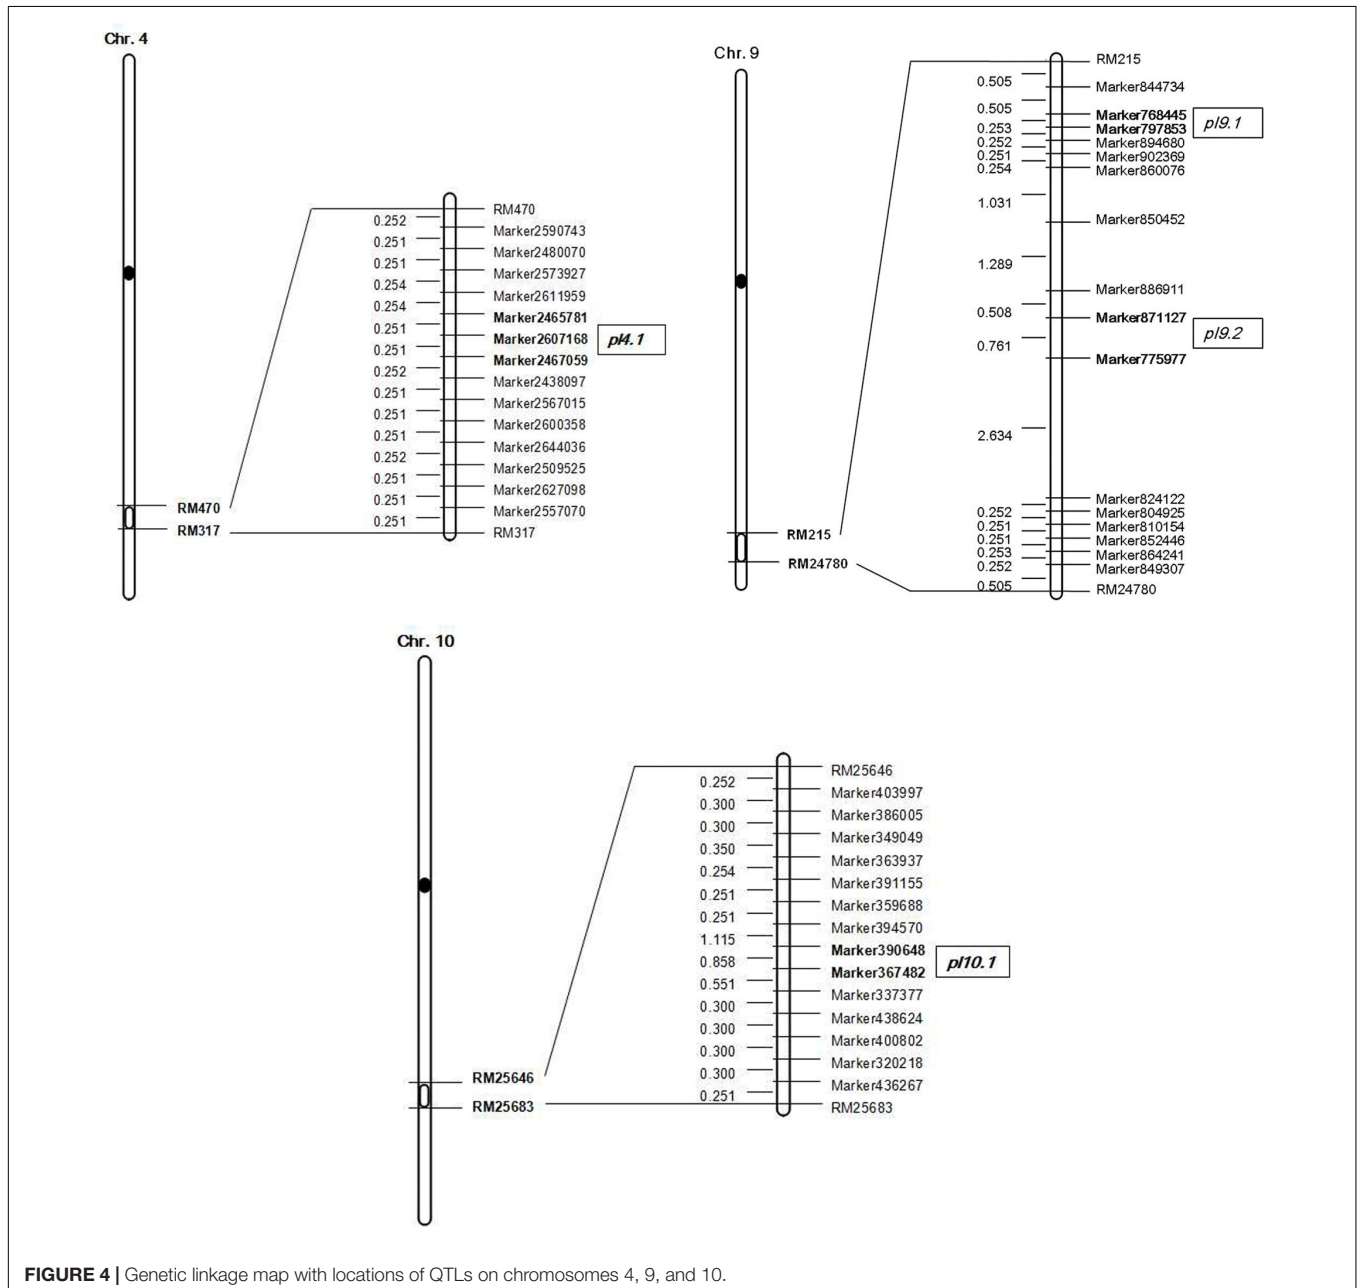 Chr. 4
RM470
RM317
0.252
0.251
0.251
0.254
0.254
0.251
0.251
0.252
0.251
0.251
0.251
0.252
0.251
0.251
0.251
RM470
Marker2590743
Marker2480070
Marker2573927
Marker2611959
Marker2465781
Marker2607168
Marker2467059
Marker2438097
Marker2567015
Marker2600358
Marker2644036
Marker2509525
Marker2627098
Marker2557070
RM317
pl4.1
Chr. 9
RM215
RM24780
0.505
0.505
0.253
0.252
0.251
0.254
1.031
1.289
0.508
0.761
2.634
0.252
0.251
0.251
0.253
0.252
0.505
RM215
Marker844734
Marker768445
Marker797853
Marker894680
Marker902369
Marker860076
Marker850452
Marker886911
Marker871127
Marker775977
Marker824122
Marker804925
Marker810154
Marker852446
Marker864241
Marker849307
RM24780
pl9.1
pl9.2
Chr. 10
RM25646
RM25683
0.252
0.300
0.300
0.350
0.254
0.251
0.251
1.115
0.858
0.551
0.300
0.300
0.300
0.300
0.251
RM25646
Marker403997
Marker386005
Marker349049
Marker363937
Marker391155
Marker359688
Marker394570
Marker390648
Marker367482
Marker337377
Marker438624
Marker400802
Marker320218
Marker436267
RM25683
pl10.1
FIGURE 4 | Genetic linkage map with locations of QTLs on chromosomes 4, 9, and 10.